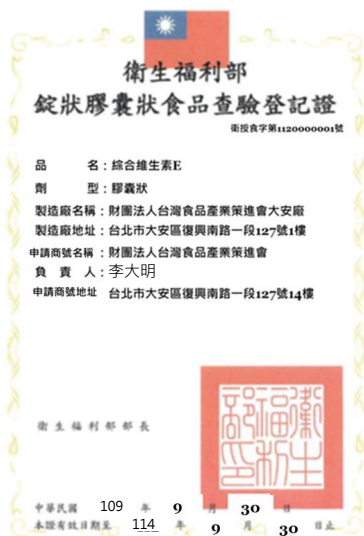 衛生福利部
錠狀膠囊狀食品查驗登記證
衛授食字第1120000001號
品 名：綜合維生素E
劑 型：膠囊狀
製造廠名稱：財團法人台灣食品產業策進會大安廠
製造廠地址：台北市大安區復興南路一段127號1樓
申請商號名稱：財團法人台灣食品產業策進會
負 責 人：李大明
申請商號地址 台北市大安區復興南路一段127號14樓
衛生福利部部長
衛生福利部印
中華民國 109 年 9 月 30 日
本證有效日期至 114 年 9 月 30 日止